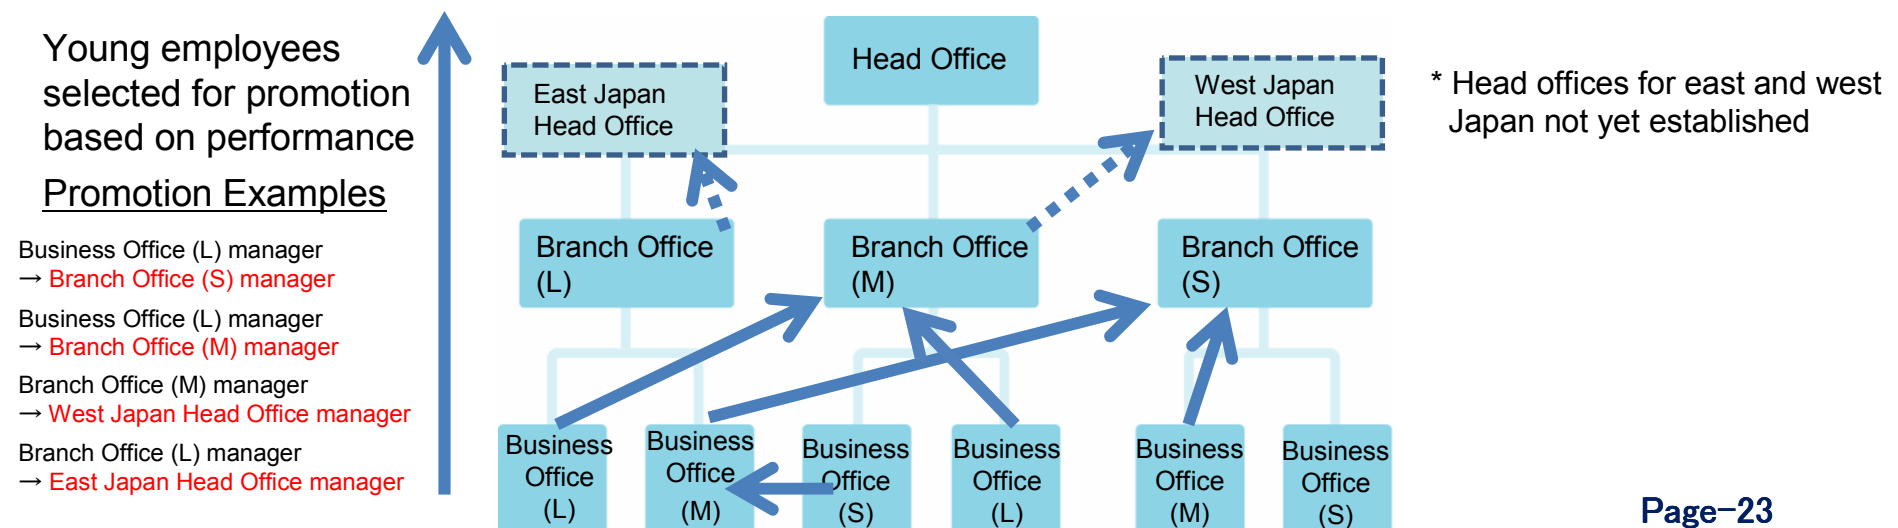 Young employees
selected for promotion
based on performance
Promotion Examples
Business Office (L) manager
→ Branch Office (S) manager
Business Office (L) manager
→ Branch Office (M) manager
Branch Office (M) manager
→ West Japan Head Office manager
Branch Office (L) manager
→ East Japan Head Office manager
Head Office
East Japan
Head Office
West Japan
Head Office
Branch Office
(L)
Branch Office
(M)
Branch Office
(S)
Business
Office
(L)
Business
Office
(M)
Business
Office
(S)
Business
Office
(L)
Business
Office
(M)
Business
Office
(S)
* Head offices for east and west
Japan not yet established
Page-23